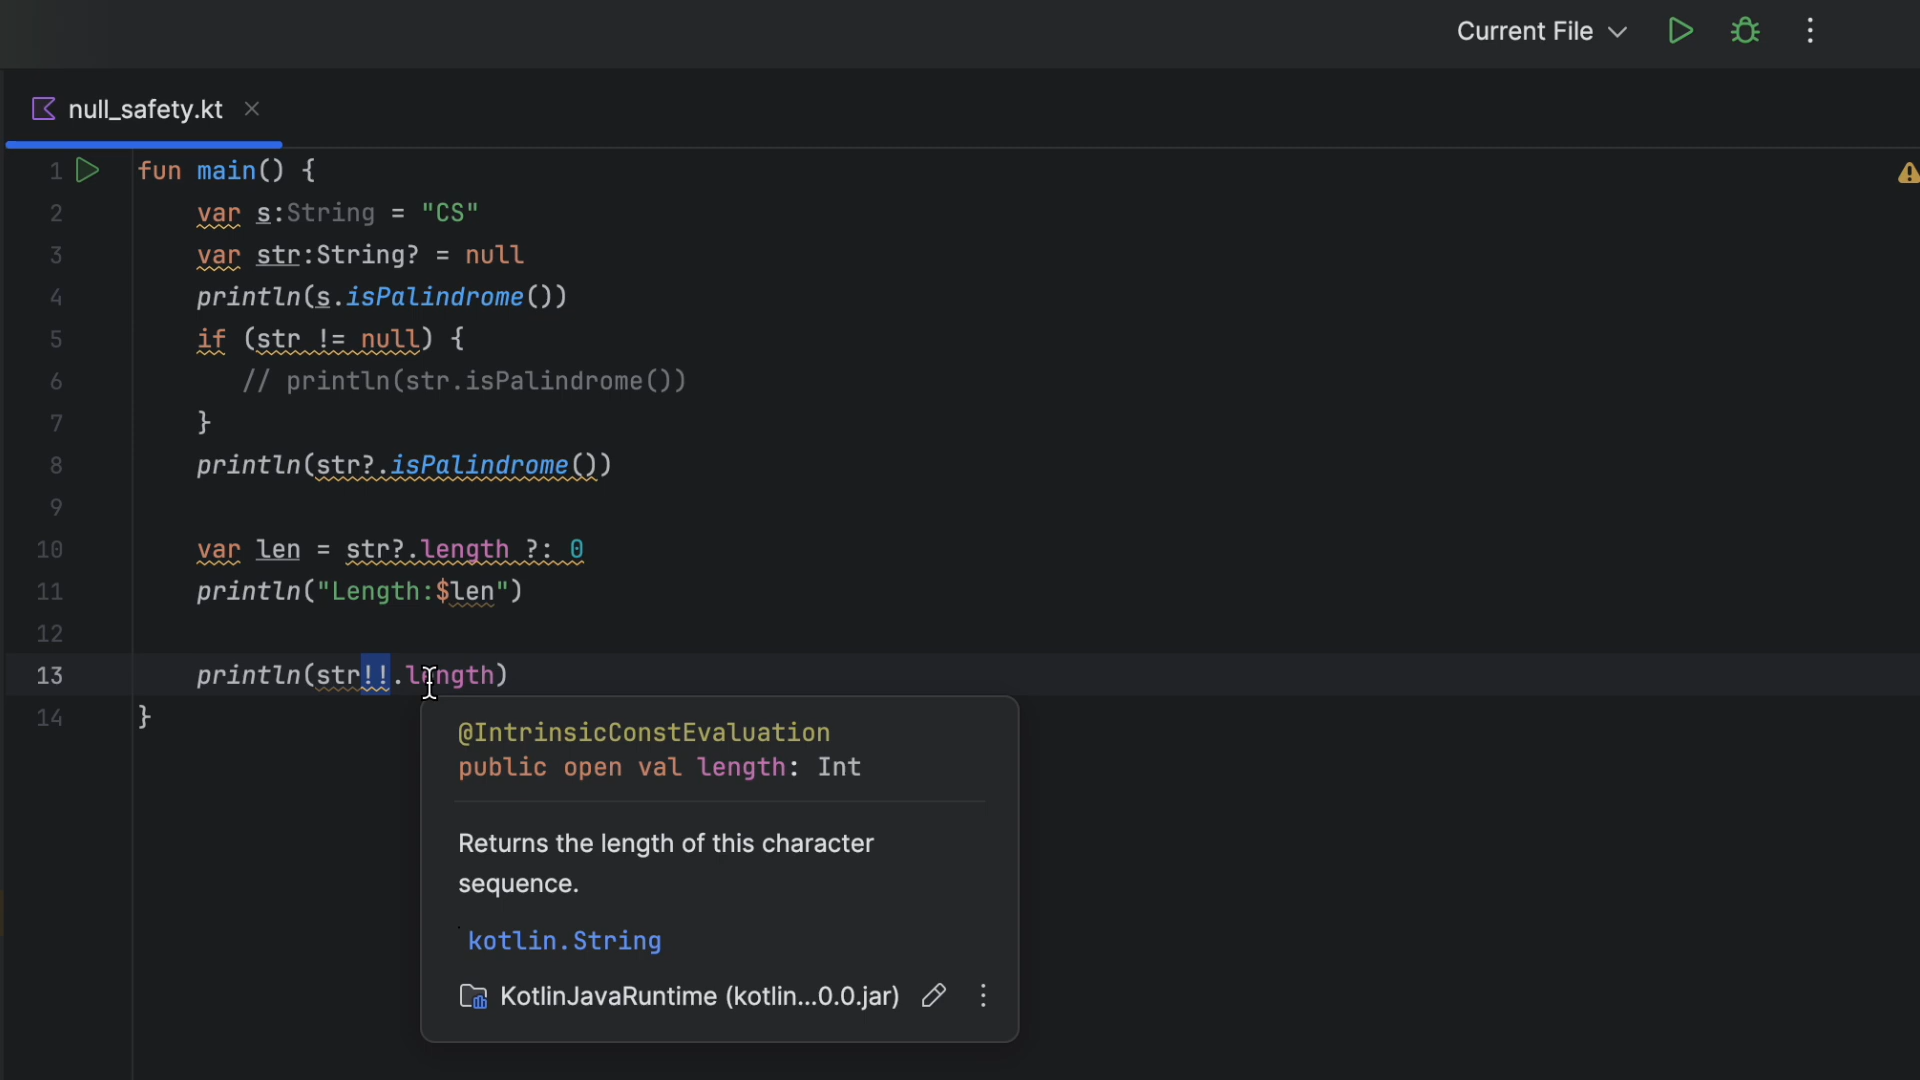 Current File
null_safety.kt
1 fun main() {
2 var s:String = "CS"
3 var str:String? = null
4 println(s.isPalindrome())
5 if (str != null) {
6 // println(str.isPalindrome())
7 }
8 println(str?.isPalindrome())
9
10 var len = str?.length ?: 0
11 println("Length:$len")
12
13 println(str!!.length)
14 }
@IntrinsicConstEvaluation
public open val length: Int
Returns the length of this character
sequence.
kotlin.String
KotlinJavaRuntime (kotlin...0.0.jar)